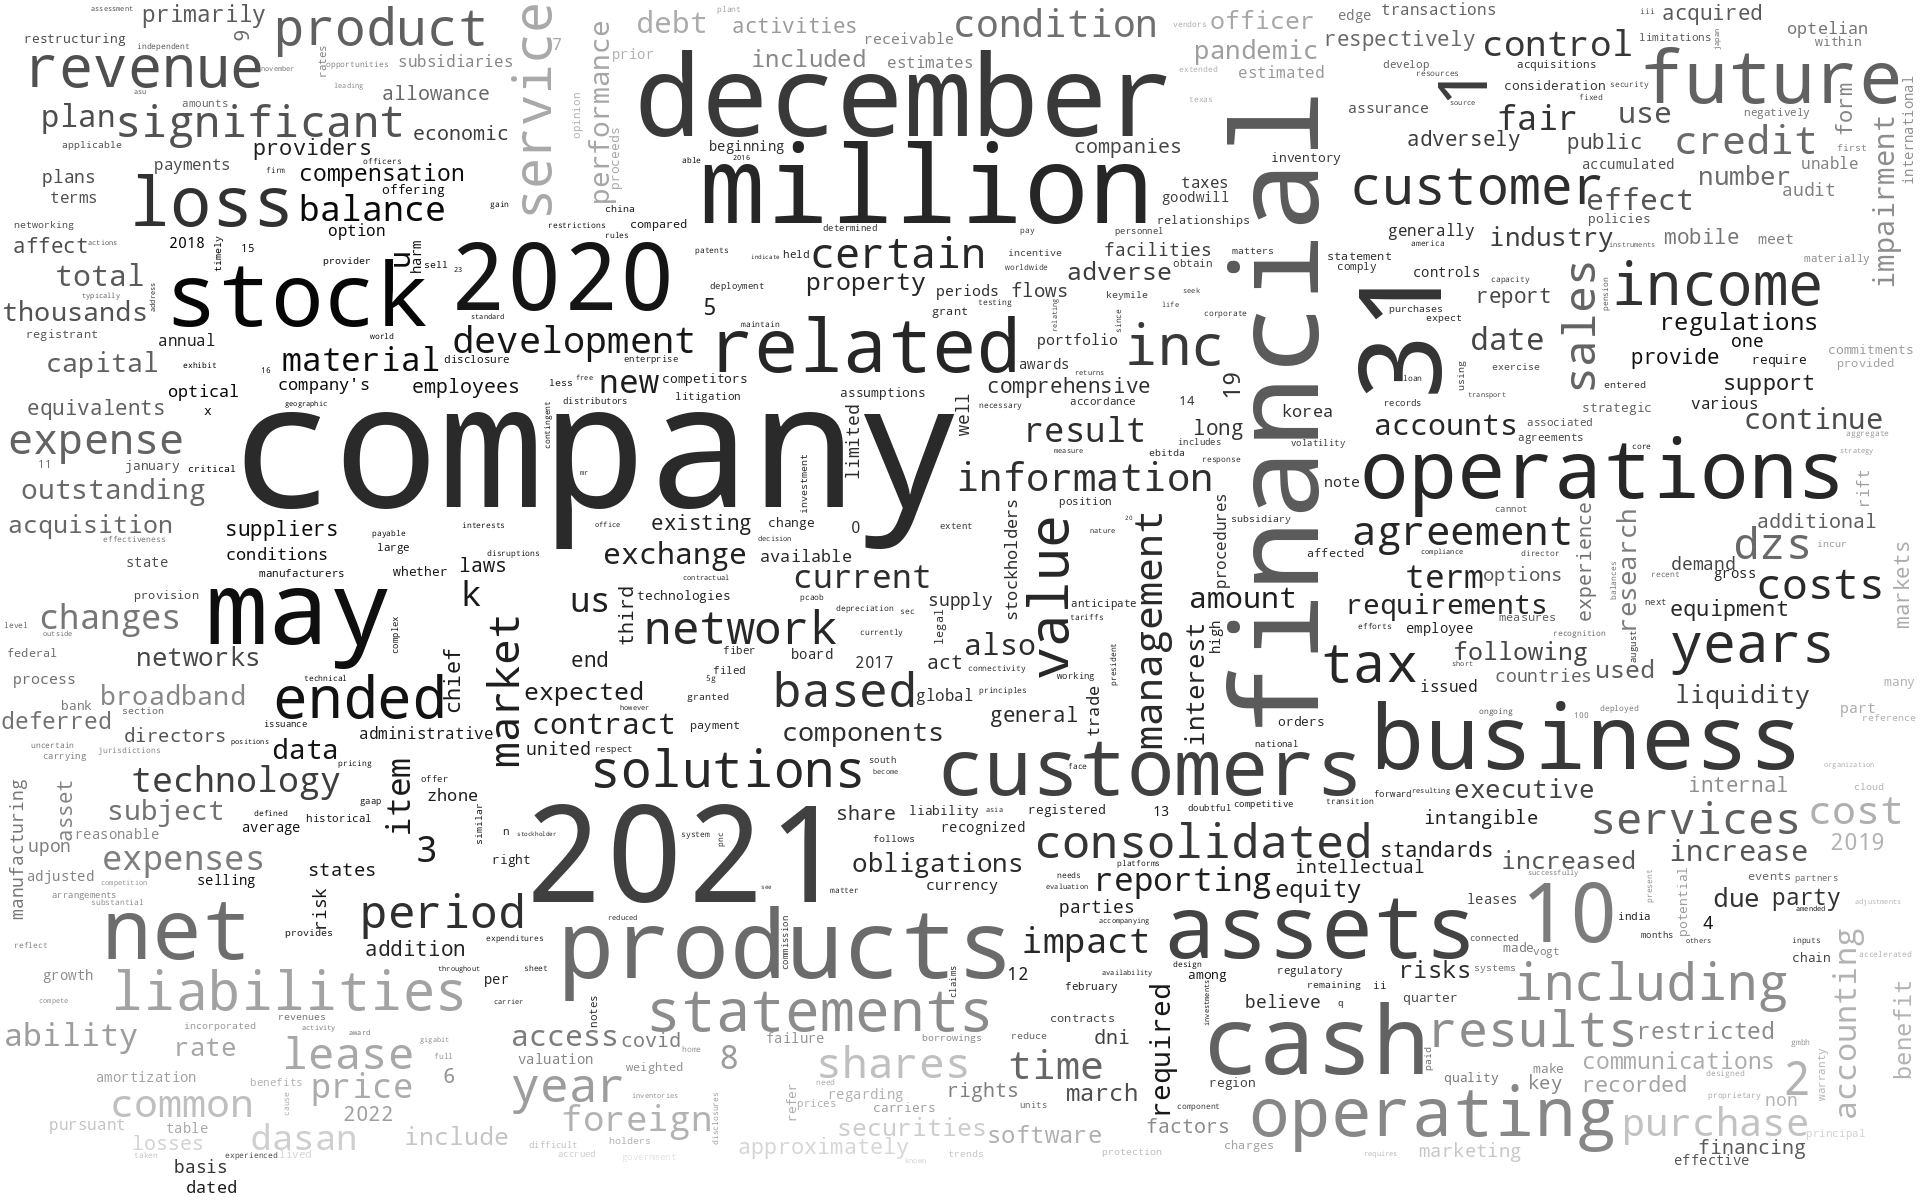 assessment primarily product service debt plant activities condition vendors officer edge transactions iii acquired
restructuring independent 9 7 performance prior included receivable estimates pandemic respectively control limitations japan optelian within
revenue november rates opportunities subsidiaries december extended estimated develop acquisitions future
asu amounts leading allowance million texas resources 1 source consideration fixed security international
plan significant economic opinion proceeds financial assurance fair use negatively form
applicable providers officers beginning able 2016 companies inventory adversely public credit first impairment
plans payments firm compensation taxes accumulated unable
terms loss balance offering gain china compared goodwill customer effect number audit
networking option restrictions rules determined relationships policies
affect actions 2018 timely 15 u harm patents pay personnel generally america industry instruments mobile meet
total stock provider sell 23 2020 indicate held certain incentive worldwide facilities matters statement comply controls materially
typically address standard deployment property adverse obtain capacity sales pension income
thousands 5 periods flows keymile seek 31 purchases report
registrant annual world development maintain related grant testing relating since life corporate expect regulations
capital exhibit 16 material disclosure enterprise portfolio inc date one commitments
optical company's employees less free new competitors awards returns 19 loan using exercise provide require provided
equivalents x geographic distributors litigation assumptions comprehensive necessary accordance 14 korea records transport entered support
expense company contingent limited well result includes long volatility accounts associated strategic various continue
11 january critical mr investment measure ebitda response agreements core aggregate
outstanding information note operations strategy rift
acquisition suppliers interests office existing change 0 extent position 20 procedures subsidiary cannot additional
effectiveness conditions payable large disruptions exchange decision available stockholders nature affected agreement experience research dzs incur
state manufacturers whether laws contractual current value management compliance director demand gross markets
provision k us technologies pcaob depreciation sec supply anticipate amount term options balances recent costs
changes may complex third network currently legal tariffs requirements measures next equipment
level outside federal networks market fiber board 2017 also act interest high efforts employee recognition august years
process technical chief end filed 5g connectivity working president tax following short countries used many
bank broadband ended expected granted however based global principles issued liquidity part
deferred section issuance contract payment general trade orders ongoing 100 deployed reference
directors positions administrative united respect components business
uncertain carrying jurisdictions data pricing south become national
technology item offer solutions customers face forward resulting executive internal organization
manufacturing asset subject gaap zhone 2021 share liability asia registered 13 doubtful competitive transition cloud
reasonable defined average historical similar n stockholder system pnc follows recognized intangible services cost
upon expenses 3 right obligations consolidated standards increased increase 2019
adjusted competition selling states see matter currency platforms needs evaluation reporting intellectual equity successfully events partners
arrangements substantial risk period reduced parties accompanying assets leases 10 present potential due party adjustments
net provides addition expenditures products commission impact connected made india months 4 amended
reflect vogt others inputs
growth throughout per sheet claims 12 availability design among regulatory risks systems chain accelerated
compete liabilities carrier notes statements february required investments believe remaining q ii quarter including accounting benefit
ability incorporated revenues activity award gigabit access covid failure borrowings reduce contracts dni cash results restricted gmbh
rate lease full valuation home 8 shares time paid communications
amortization benefits price 6 weighted need regarding rights march region quality make key recorded designed 2 warranty
common cause 2022 year inventories refer prices carriers units component operating proprietary non
pursuant table foreign disclosures securities software factors purchase principal
losses dasan include difficult holders approximately trends protection charges marketing financing
taken experienced lived accrued government known requires effective
basis
dated